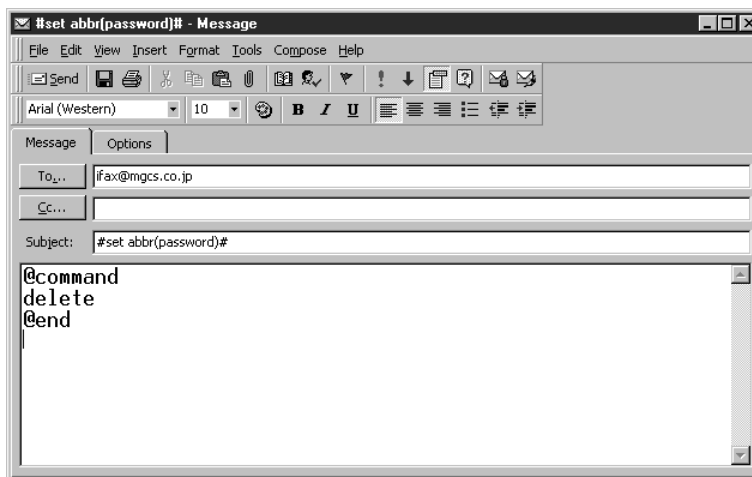 #set abbr(password)# - Message
File Edit View Insert Format Tools Compose Help
Send
Arial (Western) 10 B I U
Message Options
To... ifax@mgcs.co.jp
Cc...
Subject: #set abbr(password)#
@command
delete
@end